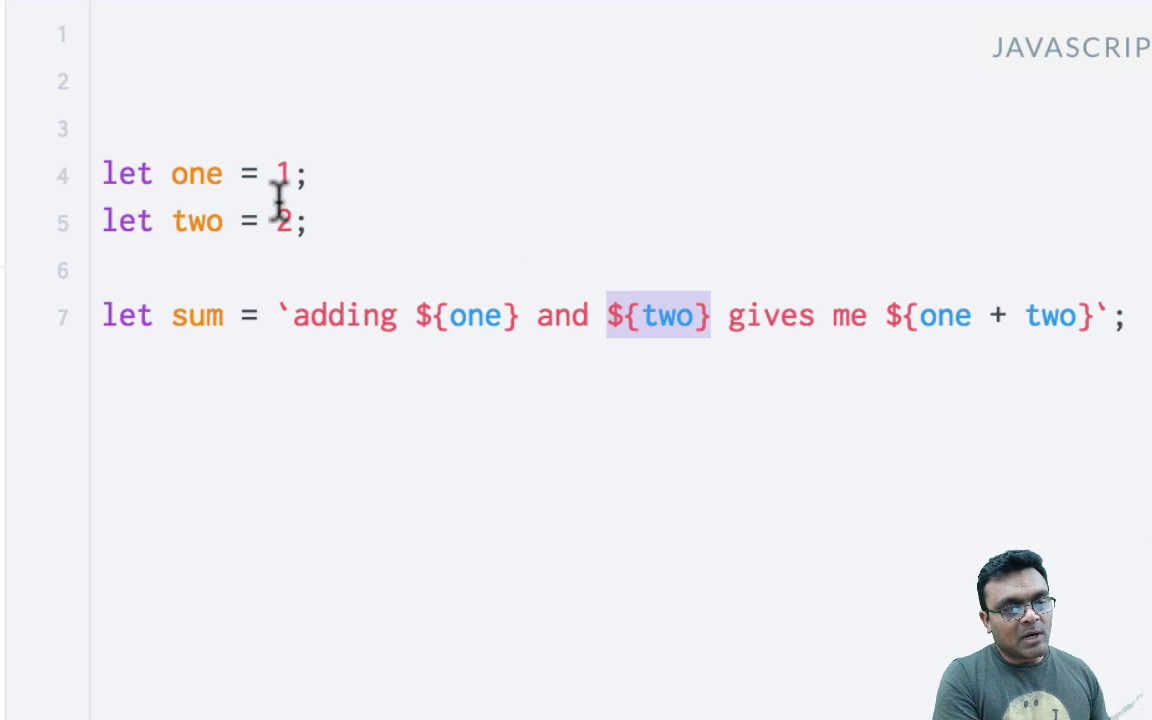 1
JAVASCRIP
2
3
4 let one = 1;
5 let two = 2;
6
7 let sum = `adding ${one} and ${two} gives me ${one + two}`;